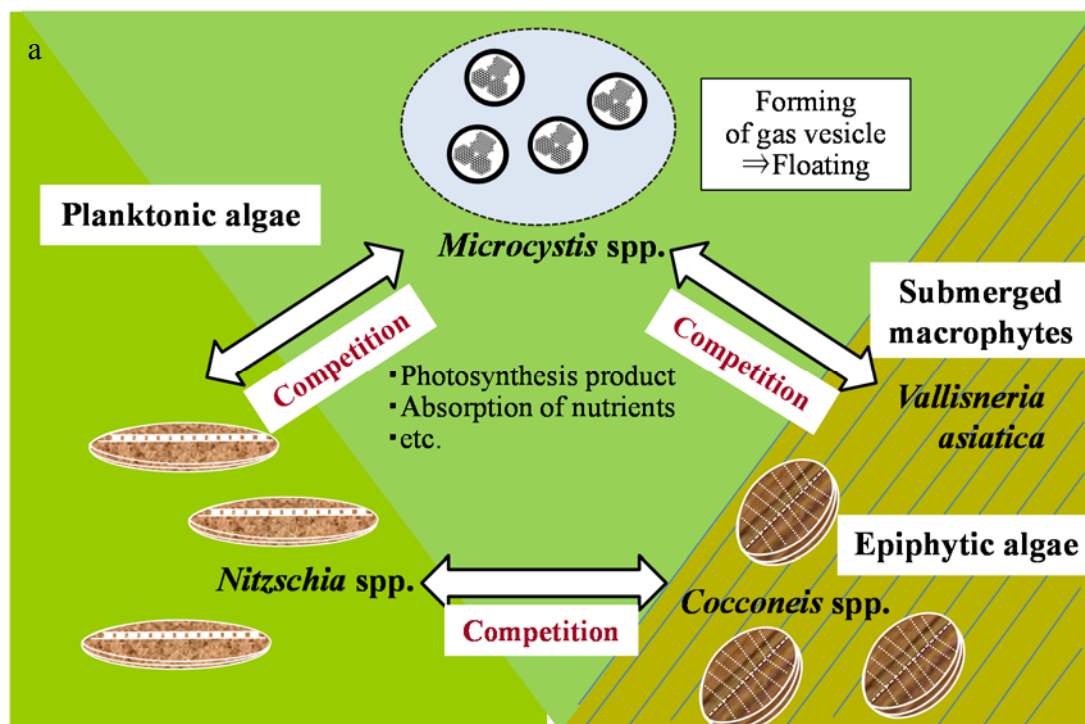 a
Forming
of gas vesicle
⇒Floating
Planktonic algae
Microcystis spp.
Submerged
macrophytes
Competition
Competition
▪Photosynthesis product
▪Absorption of nutrients
▪etc.
Vallisneria
asiatica
Epiphytic algae
Nitzschia spp.
Cocconeis spp.
Competition